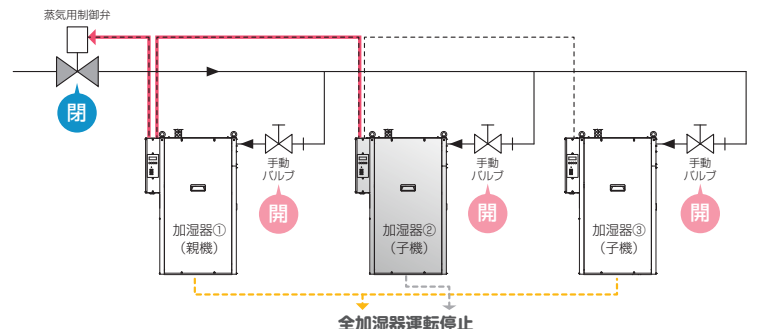 蒸気用制御弁
閉
手動
バルブ
開
手動
バルブ
開
手動
バルブ
開
加湿器①
（親機）
加湿器②
（子機）
加湿器③
（子機）
全加湿器運転停止